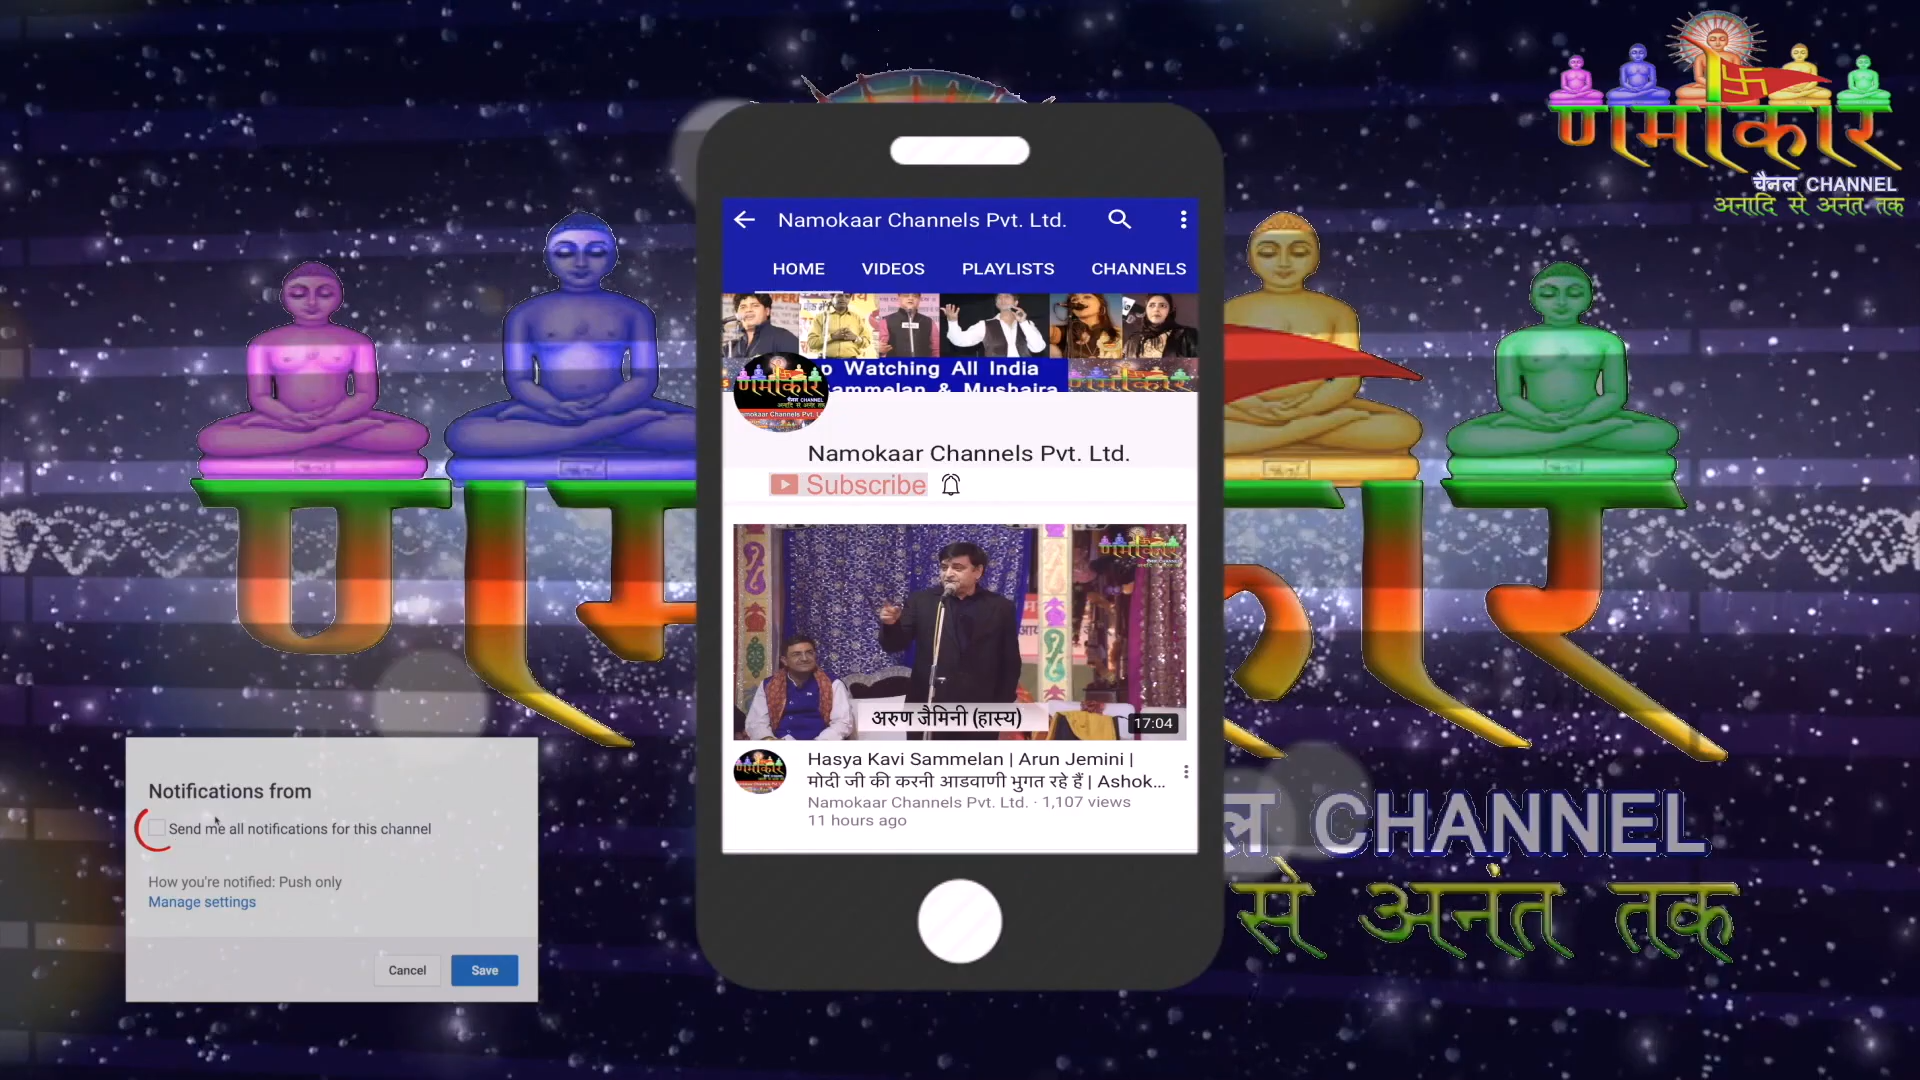 णमोकार
चैनल CHANNEL
अनादि से अनंत तक
Namokaar Channels Pvt. Ltd.
HOME VIDEOS PLAYLISTS CHANNELS
Watching All India
ammelan & Mushaira
Namokaar Channels Pvt. Ltd.
Subscribe
अरुण जैमिनी (हास्य)
17:04
Hasya Kavi Sammelan | Arun Jemini |
मोदी जी की करनी आडवाणी भुगत रहे हैं | Ashok...
Namokaar Channels Pvt. Ltd. · 1,107 views
11 hours ago
Notifications from
Send me all notifications for this channel
How you're notified: Push only
Manage settings
Cancel Save
ल CHANNEL
से अनंत तक